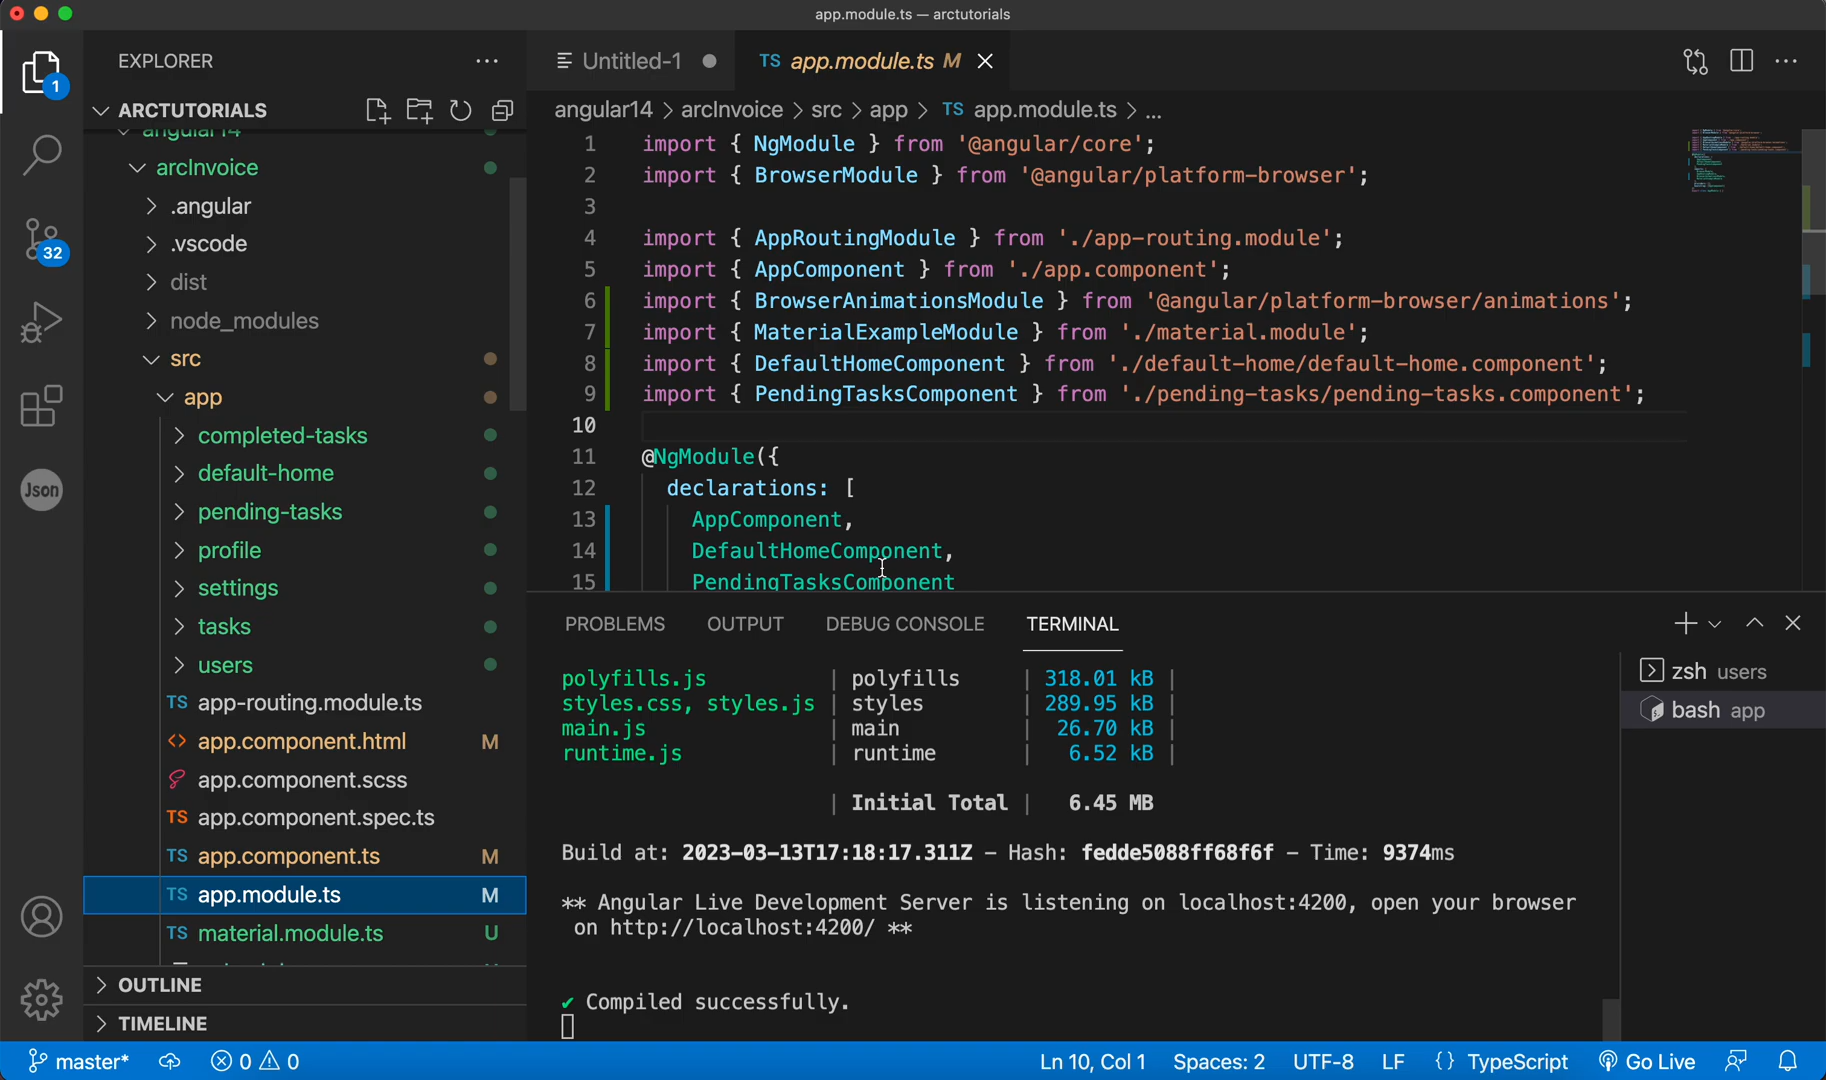 app.module.ts — arctutorials
EXPLORER
Untitled-1
TS app.module.ts M
1
ARCTUTORIALS
angular14 > arcInvoice > src > app > TS app.module.ts > ...
angular14
arcInvoice
.angular
.vscode
dist
node_modules
src
app
completed-tasks
default-home
pending-tasks
profile
settings
tasks
users
TS app-routing.module.ts
<> app.component.html M
app.component.scss
TS app.component.spec.ts
TS app.component.ts M
TS app.module.ts M
TS material.module.ts U
OUTLINE
TIMELINE
32
Json
1 import { NgModule } from '@angular/core';
2 import { BrowserModule } from '@angular/platform-browser';
3
4 import { AppRoutingModule } from './app-routing.module';
5 import { AppComponent } from './app.component';
6 import { BrowserAnimationsModule } from '@angular/platform-browser/animations';
7 import { MaterialExampleModule } from './material.module';
8 import { DefaultHomeComponent } from './default-home/default-home.component';
9 import { PendingTasksComponent } from './pending-tasks/pending-tasks.component';
10
11 @NgModule({
12 declarations: [
13 AppComponent,
14 DefaultHomeComponent,
15 PendingTasksComponent
PROBLEMS OUTPUT DEBUG CONSOLE TERMINAL
polyfills.js | polyfills | 318.01 kB |
styles.css, styles.js | styles | 289.95 kB |
main.js | main | 26.70 kB |
runtime.js | runtime | 6.52 kB |
| Initial Total | 6.45 MB
Build at: 2023-03-13T17:18:17.311Z - Hash: fedde5088ff68f6f - Time: 9374ms
** Angular Live Development Server is listening on localhost:4200, open your browser
on http://localhost:4200/ **
✔ Compiled successfully.
zsh users
bash app
master* 0 0 Ln 10, Col 1 Spaces: 2 UTF-8 LF {} TypeScript Go Live